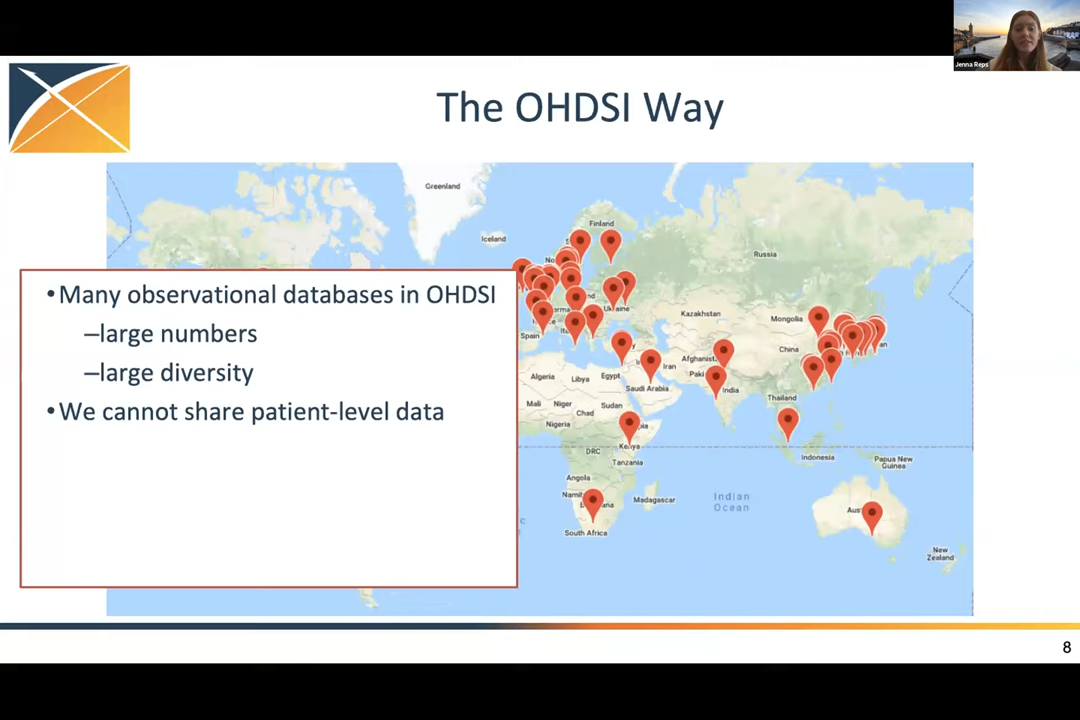 Jenna Reps
The OHDSI Way
Greenland
Finland
Iceland
Russia
•Many observational databases in OHDSI
–large numbers
–large diversity
•We cannot share patient-level data
Ukraine
Kazakhstan
Mongolia
Spain
China
Iran
Algeria
Libya
Egypt
Saudi Arabia
India
Mali
Niger
Sudan
Chad
Thailand
Nigeria
DRC
Kenya
Tanzania
Indonesia
Papua New
Guinea
Angola
Madagascar
Indian
Ocean
South Africa
New
Zealand
8